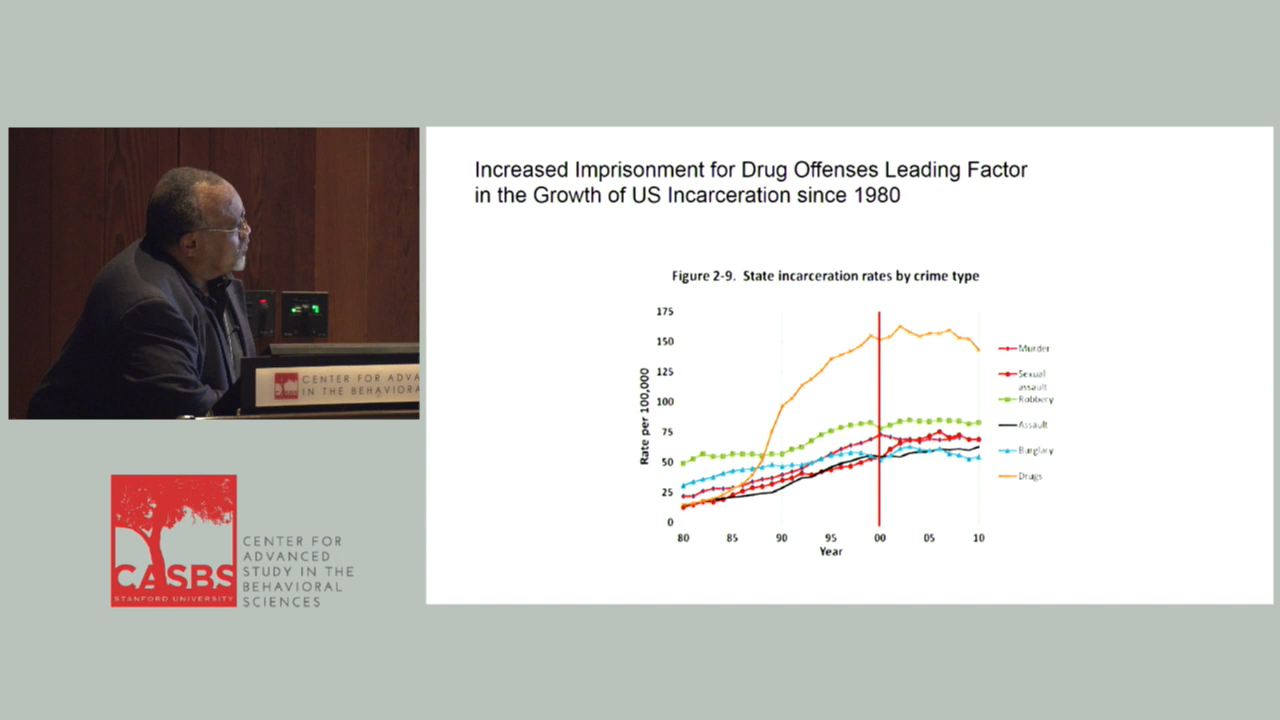 Increased Imprisonment for Drug Offenses Leading Factor
in the Growth of US Incarceration since 1980
Figure 2-9. State incarceration rates by crime type
175
150
125
100
75
50
25
0
Rate per 100,000
80 85 90 95 00 05 10
Year
Murder
Sexual
assault
Robbery
Assault
Burglary
Drugs
CASBS
CENTER FOR ADVA
IN THE BEHAVIORA
CASBS
STANFORD UNIVERSITY
CENTER FOR
ADVANCED
STUDY IN THE
BEHAVIORAL
SCIENCES